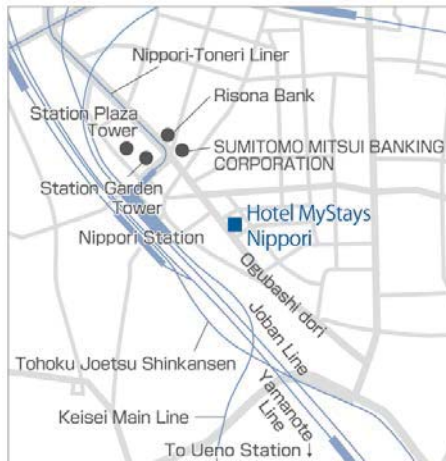 Nippori-Toneri Liner
Risona Bank
Station Plaza
Tower
SUMITOMO MITSUI BANKING
CORPORATION
Station Garden
Tower
Hotel MyStays
Nippori
Nippori Station
Ogubashi dori
Joban Line
Tohoku Joetsu Shinkansen
Yamanote
Line
Keisei Main Line
To Ueno Station ↓